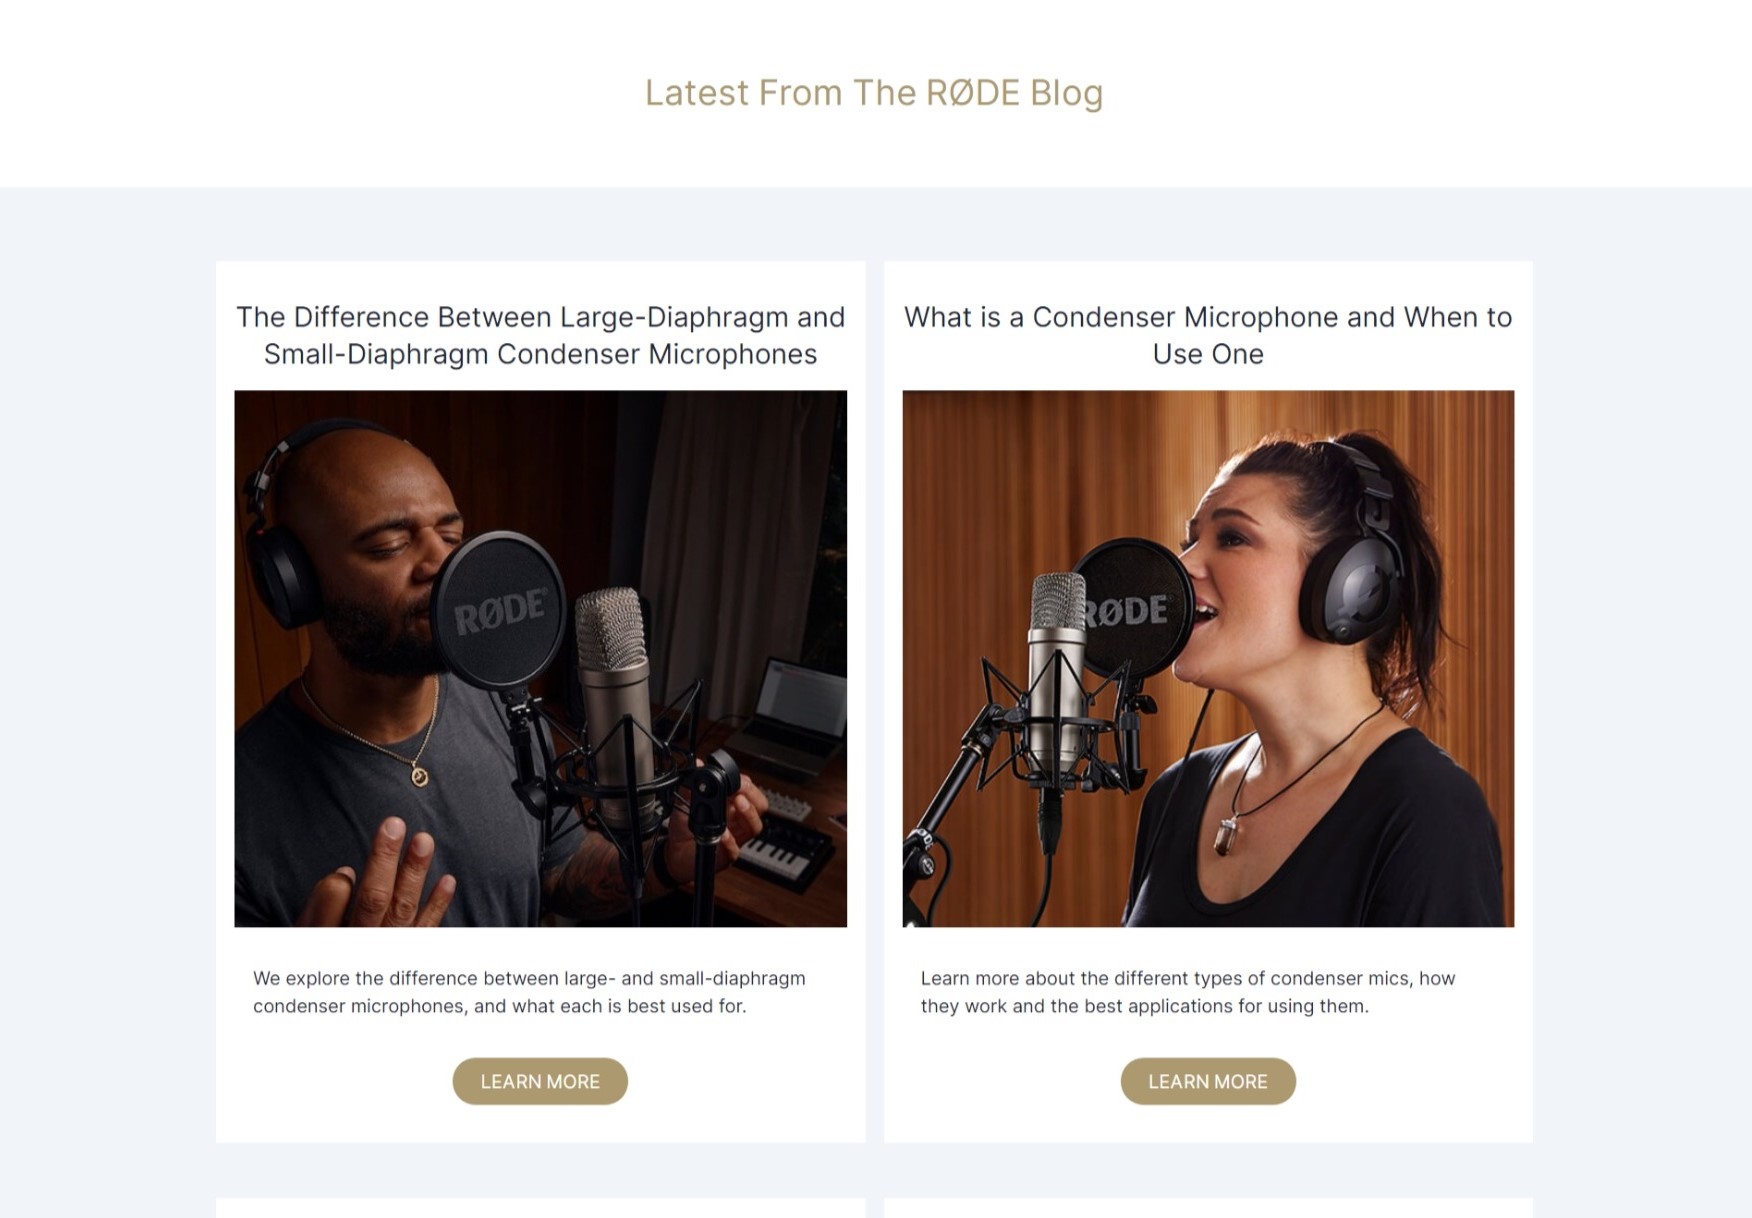 Latest From The RØDE Blog
The Difference Between Large-Diaphragm and
Small-Diaphragm Condenser Microphones
RØDE
We explore the difference between large- and small-diaphragm
condenser microphones, and what each is best used for.
LEARN MORE
What is a Condenser Microphone and When to
Use One
RØDE
Learn more about the different types of condenser mics, how
they work and the best applications for using them.
LEARN MORE